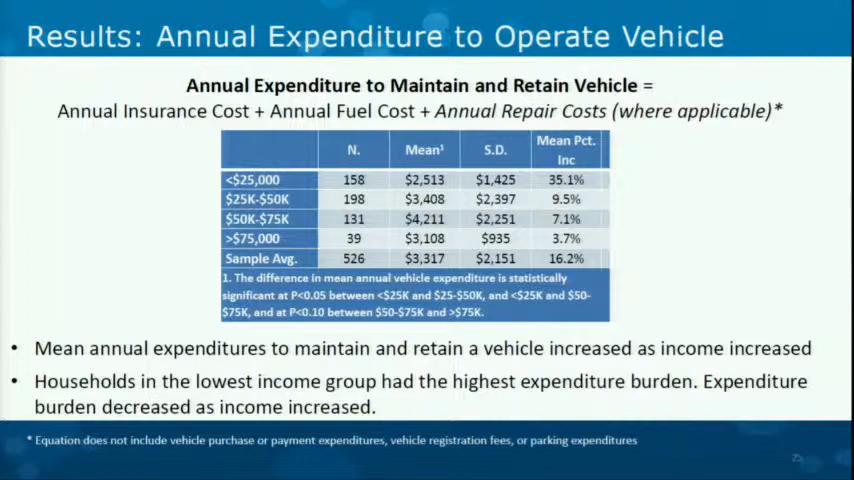 Results: Annual Expenditure to Operate Vehicle
Annual Expenditure to Maintain and Retain Vehicle =
Annual Insurance Cost + Annual Fuel Cost + Annual Repair Costs (where applicable)*
N. Mean¹ S.D. Mean Pct. Inc
<$25,000 158 $2,513 $1,425 35.1%
$25K-$50K 198 $3,408 $2,397 9.5%
$50K-$75K 131 $4,211 $2,251 7.1%
>$75,000 39 $3,108 $935 3.7%
Sample Avg. 526 $3,317 $2,151 16.2%
1. The difference in mean annual vehicle expenditure is statistically
significant at P<0.05 between <$25K and $25-$50K, and <$25K and $50-
$75K, and at P<0.10 between $50-$75K and >$75K.
• Mean annual expenditures to maintain and retain a vehicle increased as income increased
• Households in the lowest income group had the highest expenditure burden. Expenditure
burden decreased as income increased.
* Equation does not include vehicle purchase or payment expenditures, vehicle registration fees, or parking expenditures